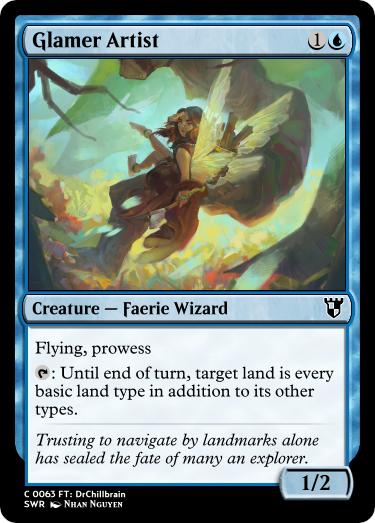 Glamer Artist 1
Creature — Faerie Wizard
Flying, prowess
: Until end of turn, target land is every
basic land type in addition to its other
types.
Trusting to navigate by landmarks alone
has sealed the fate of many an explorer.
1/2
C 0063 FT: DrChillbrain
SWR Nhan Nguyen